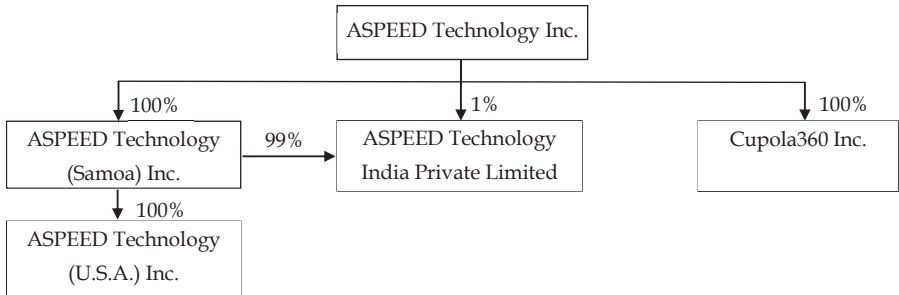 ASPEED Technology Inc.
100%
1%
100%
ASPEED Technology
(Samoa) Inc.
99%
ASPEED Technology
India Private Limited
Cupola360 Inc.
100%
ASPEED Technology
(U.S.A.) Inc.